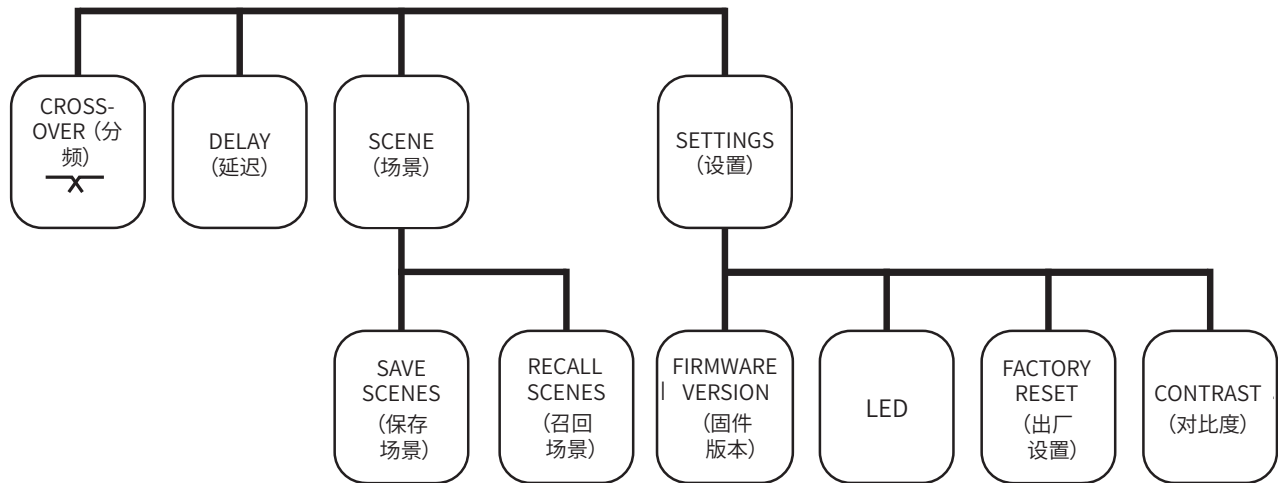 CROSS-
OVER（分
频）
DELAY
（延迟）
SCENE
（场景）
SETTINGS
（设置）
SAVE
SCENES
（保存
场景）
RECALL
SCENES
（召回
场景）
FIRMWARE
VERSION
（固件
版本）
LED
FACTORY
RESET
（出厂
设置）
CONTRAST
（对比度）